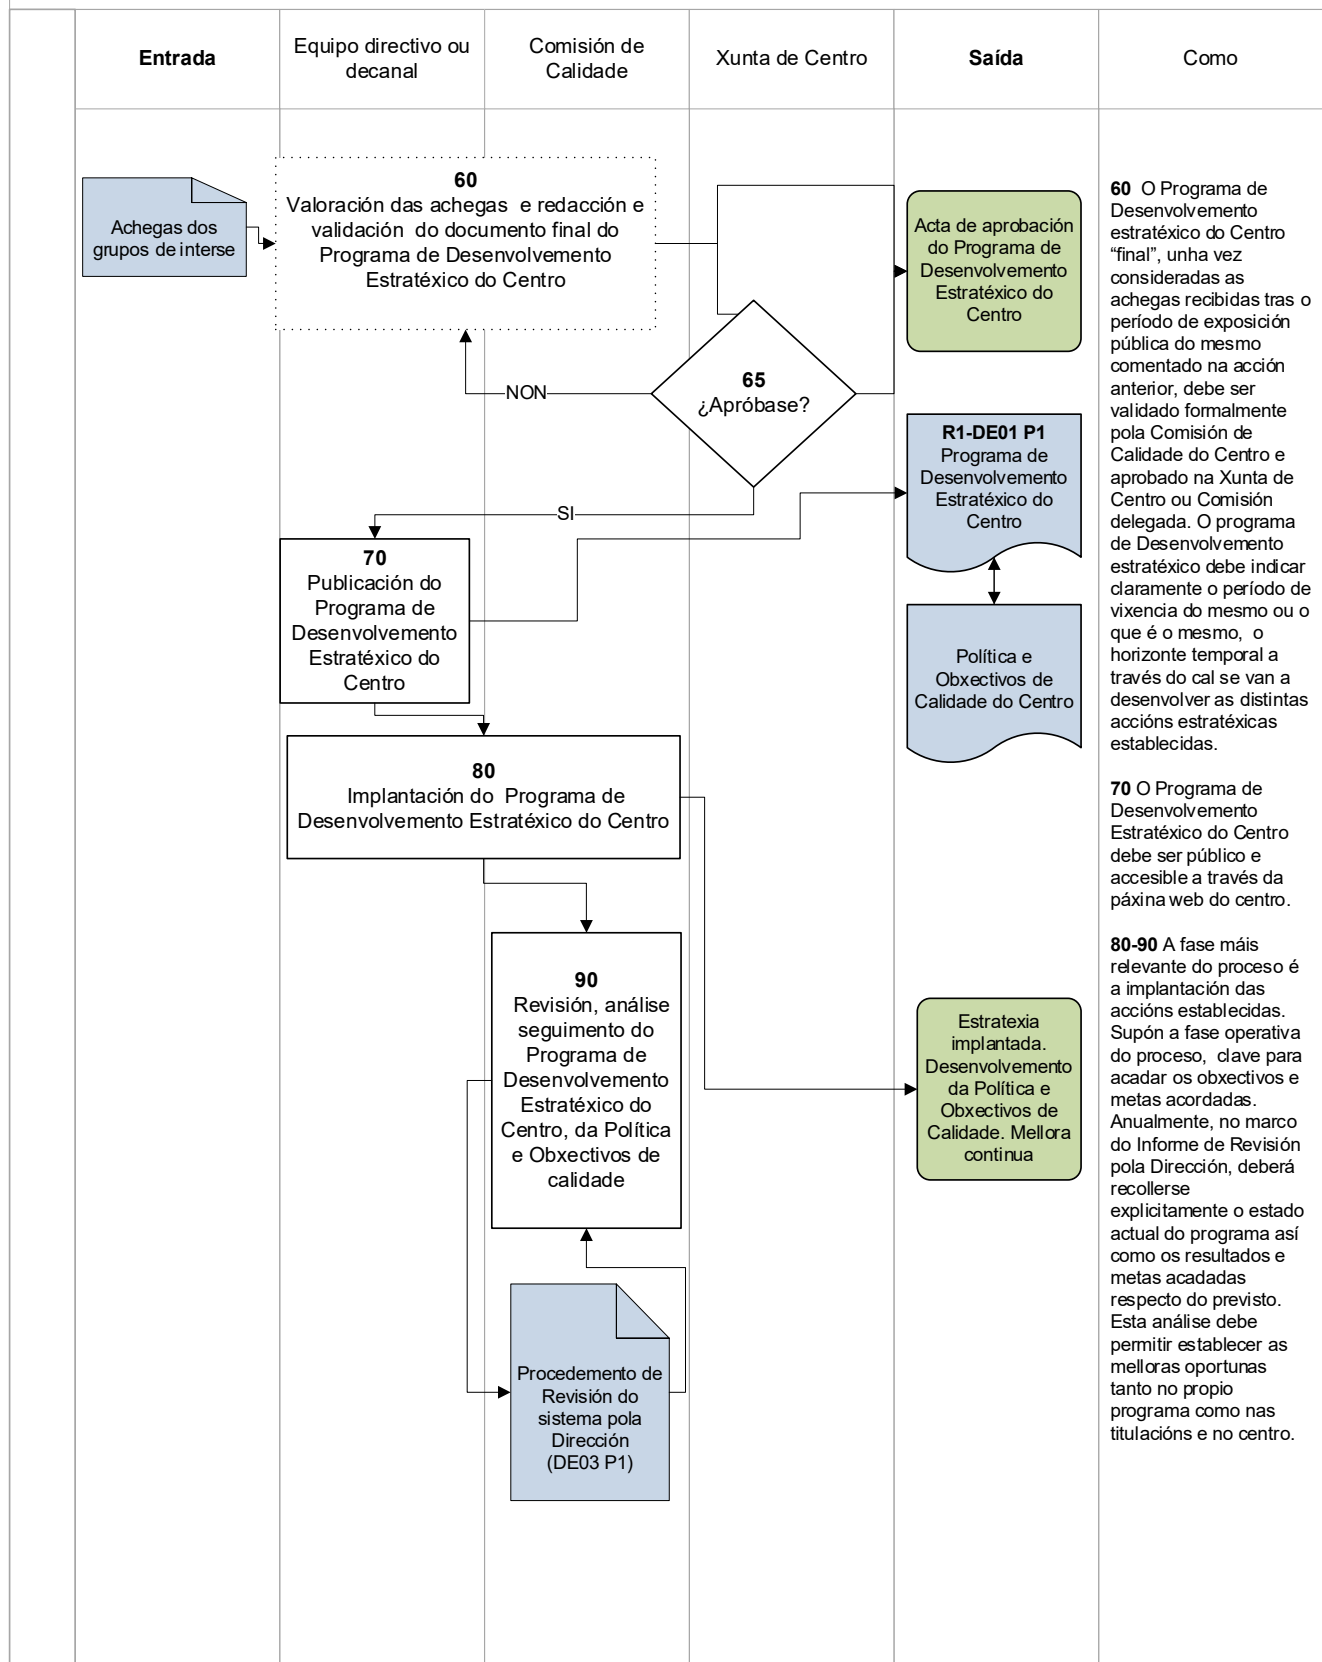 Entrada
Equipo directivo ou
decanal
Comisión de
Calidade
Xunta de Centro
Saída
Como
Achegas dos
grupos de interse
60
Valoración das achegas e redacción e
validación do documento final do
Programa de Desenvolvemento
Estratéxico do Centro
65
¿Apróbase?
NON
SI
Acta de aprobación
do Programa de
Desenvolvemento
Estratéxico do
Centro
R1-DE01 P1
Programa de
Desenvolvemento
Estratéxico do
Centro
Política e
Obxectivos de
Calidade do Centro
70
Publicación do
Programa de
Desenvolvemento
Estratéxico do
Centro
80
Implantación do Programa de
Desenvolvemento Estratéxico do Centro
90
Revisión, análise
seguimento do
Programa de
Desenvolvemento
Estratéxico do
Centro, da Política
e Obxectivos de
calidade
Procedemento de
Revisión do
sistema pola
Dirección
(DE03 P1)
Estratexia
implantada.
Desenvolvemento
da Política e
Obxectivos de
Calidade. Mellora
continua
60 O Programa de
Desenvolvemento
estratéxico do Centro
“final”, unha vez
consideradas as
achegas recibidas tras o
período de exposición
pública do mesmo
comentado na acción
anterior, debe ser
validado formalmente
pola Comisión de
Calidade do Centro e
aprobado na Xunta de
Centro ou Comisión
delegada. O programa
de Desenvolvemento
estratéxico debe indicar
claramente o período de
vixencia do mesmo ou o
que é o mesmo, o
horizonte temporal a
través do cal se van a
desenvolver as distintas
accións estratéxicas
establecidas.
70 O Programa de
Desenvolvemento
Estratéxico do Centro
debe ser público e
accesible a través da
páxina web do centro.
80-90 A fase máis
relevante do proceso é
a implantación das
accións establecidas.
Supón a fase operativa
do proceso, clave para
acadar os obxectivos e
metas acordadas.
Anualmente, no marco
do Informe de Revisión
pola Dirección, deberá
recollerse
explicitamente o estado
actual do programa así
como os resultados e
metas acadadas
respecto do previsto.
Esta análise debe
permitir establecer as
melloras oportunas
tanto no propio
programa como nas
titulacións e no centro.